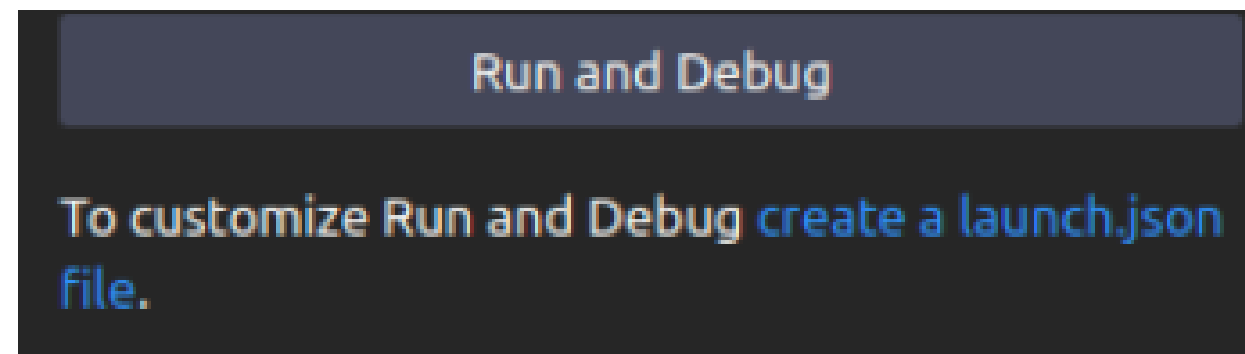 Run and Debug
To customize Run and Debug create a launch.json
file.